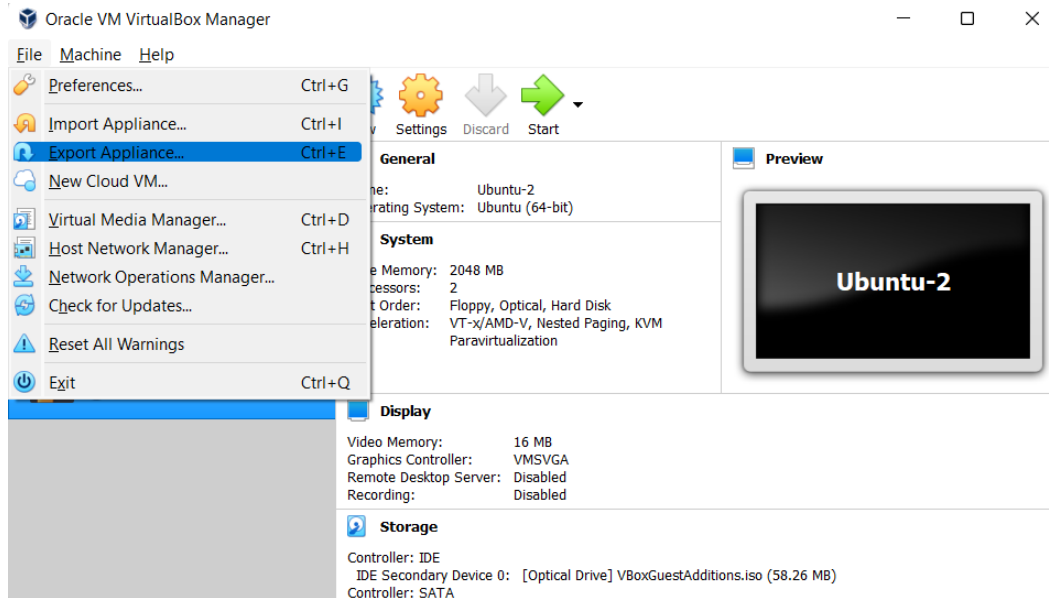 Oracle VM VirtualBox Manager
File Machine Help
Preferences... Ctrl+G
Import Appliance... Ctrl+I
Export Appliance... Ctrl+E
New Cloud VM...
Virtual Media Manager... Ctrl+D
Host Network Manager... Ctrl+H
Network Operations Manager...
Check for Updates...
Reset All Warnings
Exit Ctrl+Q
Settings Discard Start
General
Ubuntu-2
System: Ubuntu (64-bit)
System
Memory: 2048 MB
2
Order: Floppy, Optical, Hard Disk
VT-x/AMD-V, Nested Paging, KVM
Paravirtualization
Preview
Ubuntu-2
Display
Video Memory: 16 MB
Graphics Controller: VMSVGA
Remote Desktop Server: Disabled
Recording: Disabled
Storage
Controller: IDE
IDE Secondary Device 0: [Optical Drive] VBoxGuestAdditions.iso (58.26 MB)
Controller: SATA